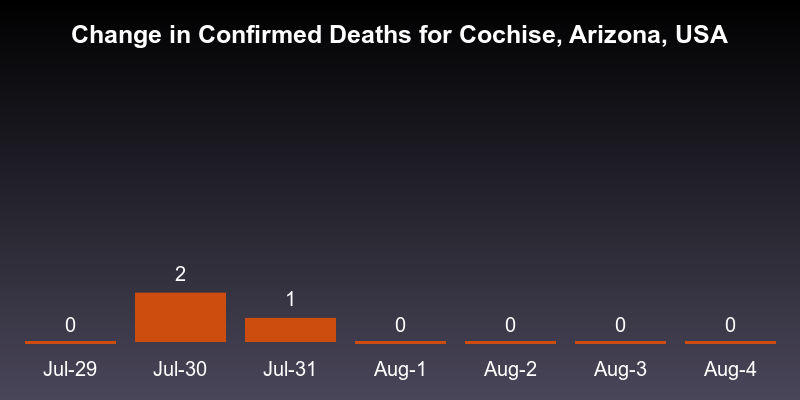 Change in Confirmed Deaths for Cochise, Arizona, USA
0 2 1 0 0 0 0
Jul-29 Jul-30 Jul-31 Aug-1 Aug-2 Aug-3 Aug-4